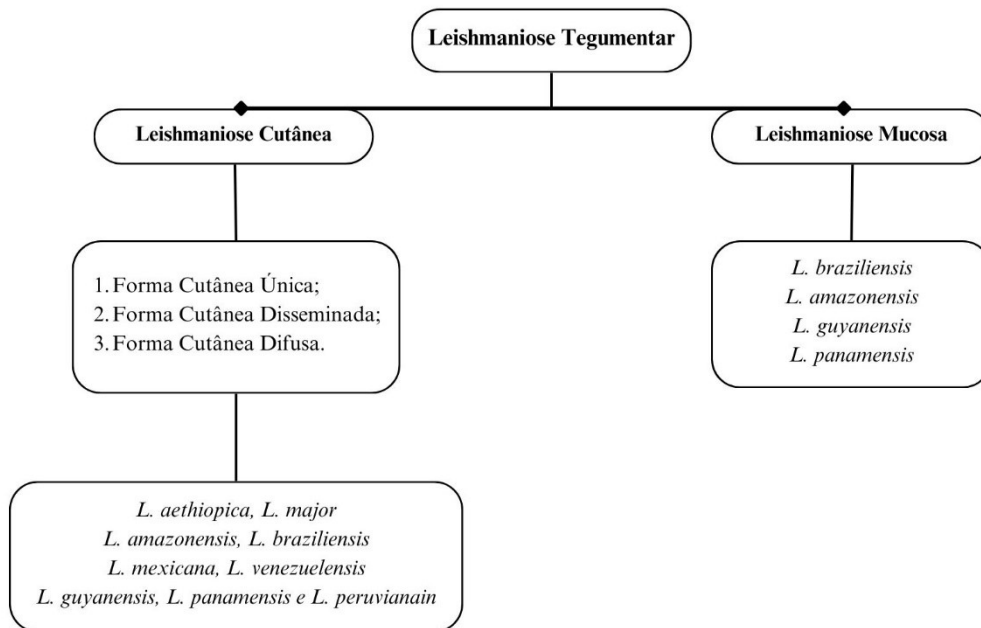 Leishmaniose Tegumentar
Leishmaniose Cutânea
Leishmaniose Mucosa
1. Forma Cutânea Única;
2. Forma Cutânea Disseminada;
3. Forma Cutânea Difusa.
L. braziliensis
L. amazonensis
L. guyanensis
L. panamensis
L. aethiopica, L. major
L. amazonensis, L. braziliensis
L. mexicana, L. venezuelensis
L. guyanensis, L. panamensis e L. peruvianain